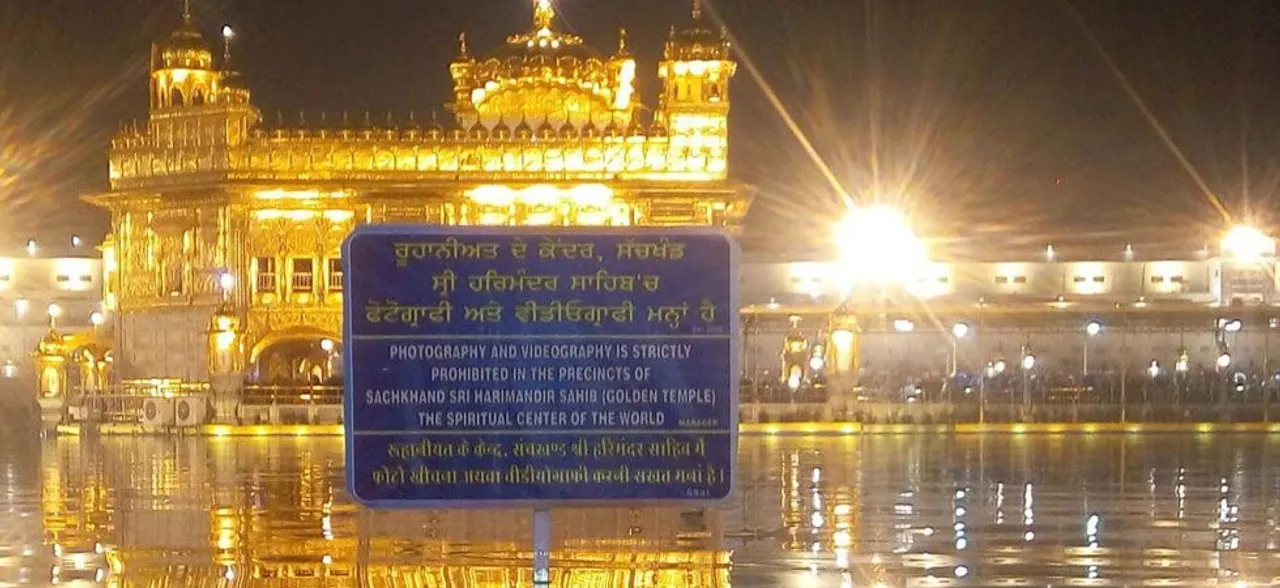 ਰੂਹਾਨੀਅਤ ਦੇ ਕੇਂਦਰ, ਸੱਚਖੰਡ
ਸ੍ਰੀ ਹਰਿਮੰਦਰ ਸਾਹਿਬ'ਚ
ਫੋਟੋਗ੍ਰਾਫੀ ਅਤੇ ਵੀਡੀਓਗ੍ਰਾਫੀ ਮਨ੍ਹਾਂ ਹੈ
PHOTOGRAPHY AND VIDEOGRAPHY IS STRICTLY
PROHIBITED IN THE PRECINCTS OF
SACHKHAND SRI HARIMANDIR SAHIB (GOLDEN TEMPLE)
THE SPIRITUAL CENTER OF THE WORLD MANAGER
रूहानीयत के केन्द्र, संचखण्ड श्री हरिमंदर साहित में
फोटो खींचना अथवा वीडीयोग्राफी करनी सखत मनां है।